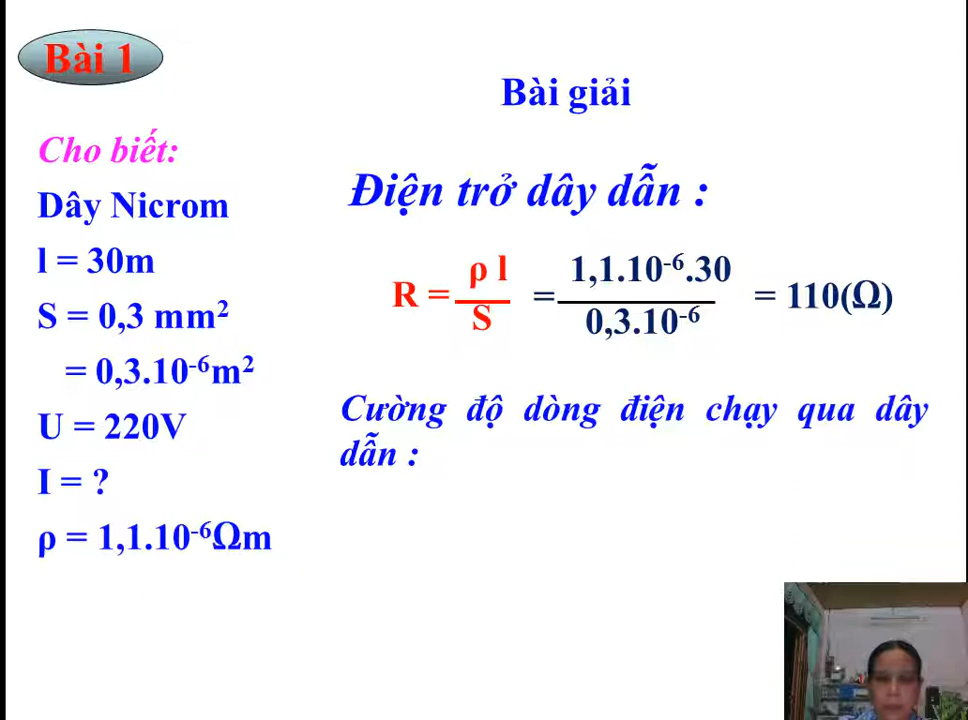 Bài 1
Bài giải
Cho biết:
Dây Nicrom
l = 30m
S = 0,3 mm²
= 0,3.10⁻⁶m²
U = 220V
I = ?
ρ = 1,1.10⁻⁶Ωm
Điện trở dây dẫn :
R = ρ l / S = 1,1.10⁻⁶.30 / 0,3.10⁻⁶ = 110(Ω)
Cường độ dòng điện chạy qua dây
dẫn :